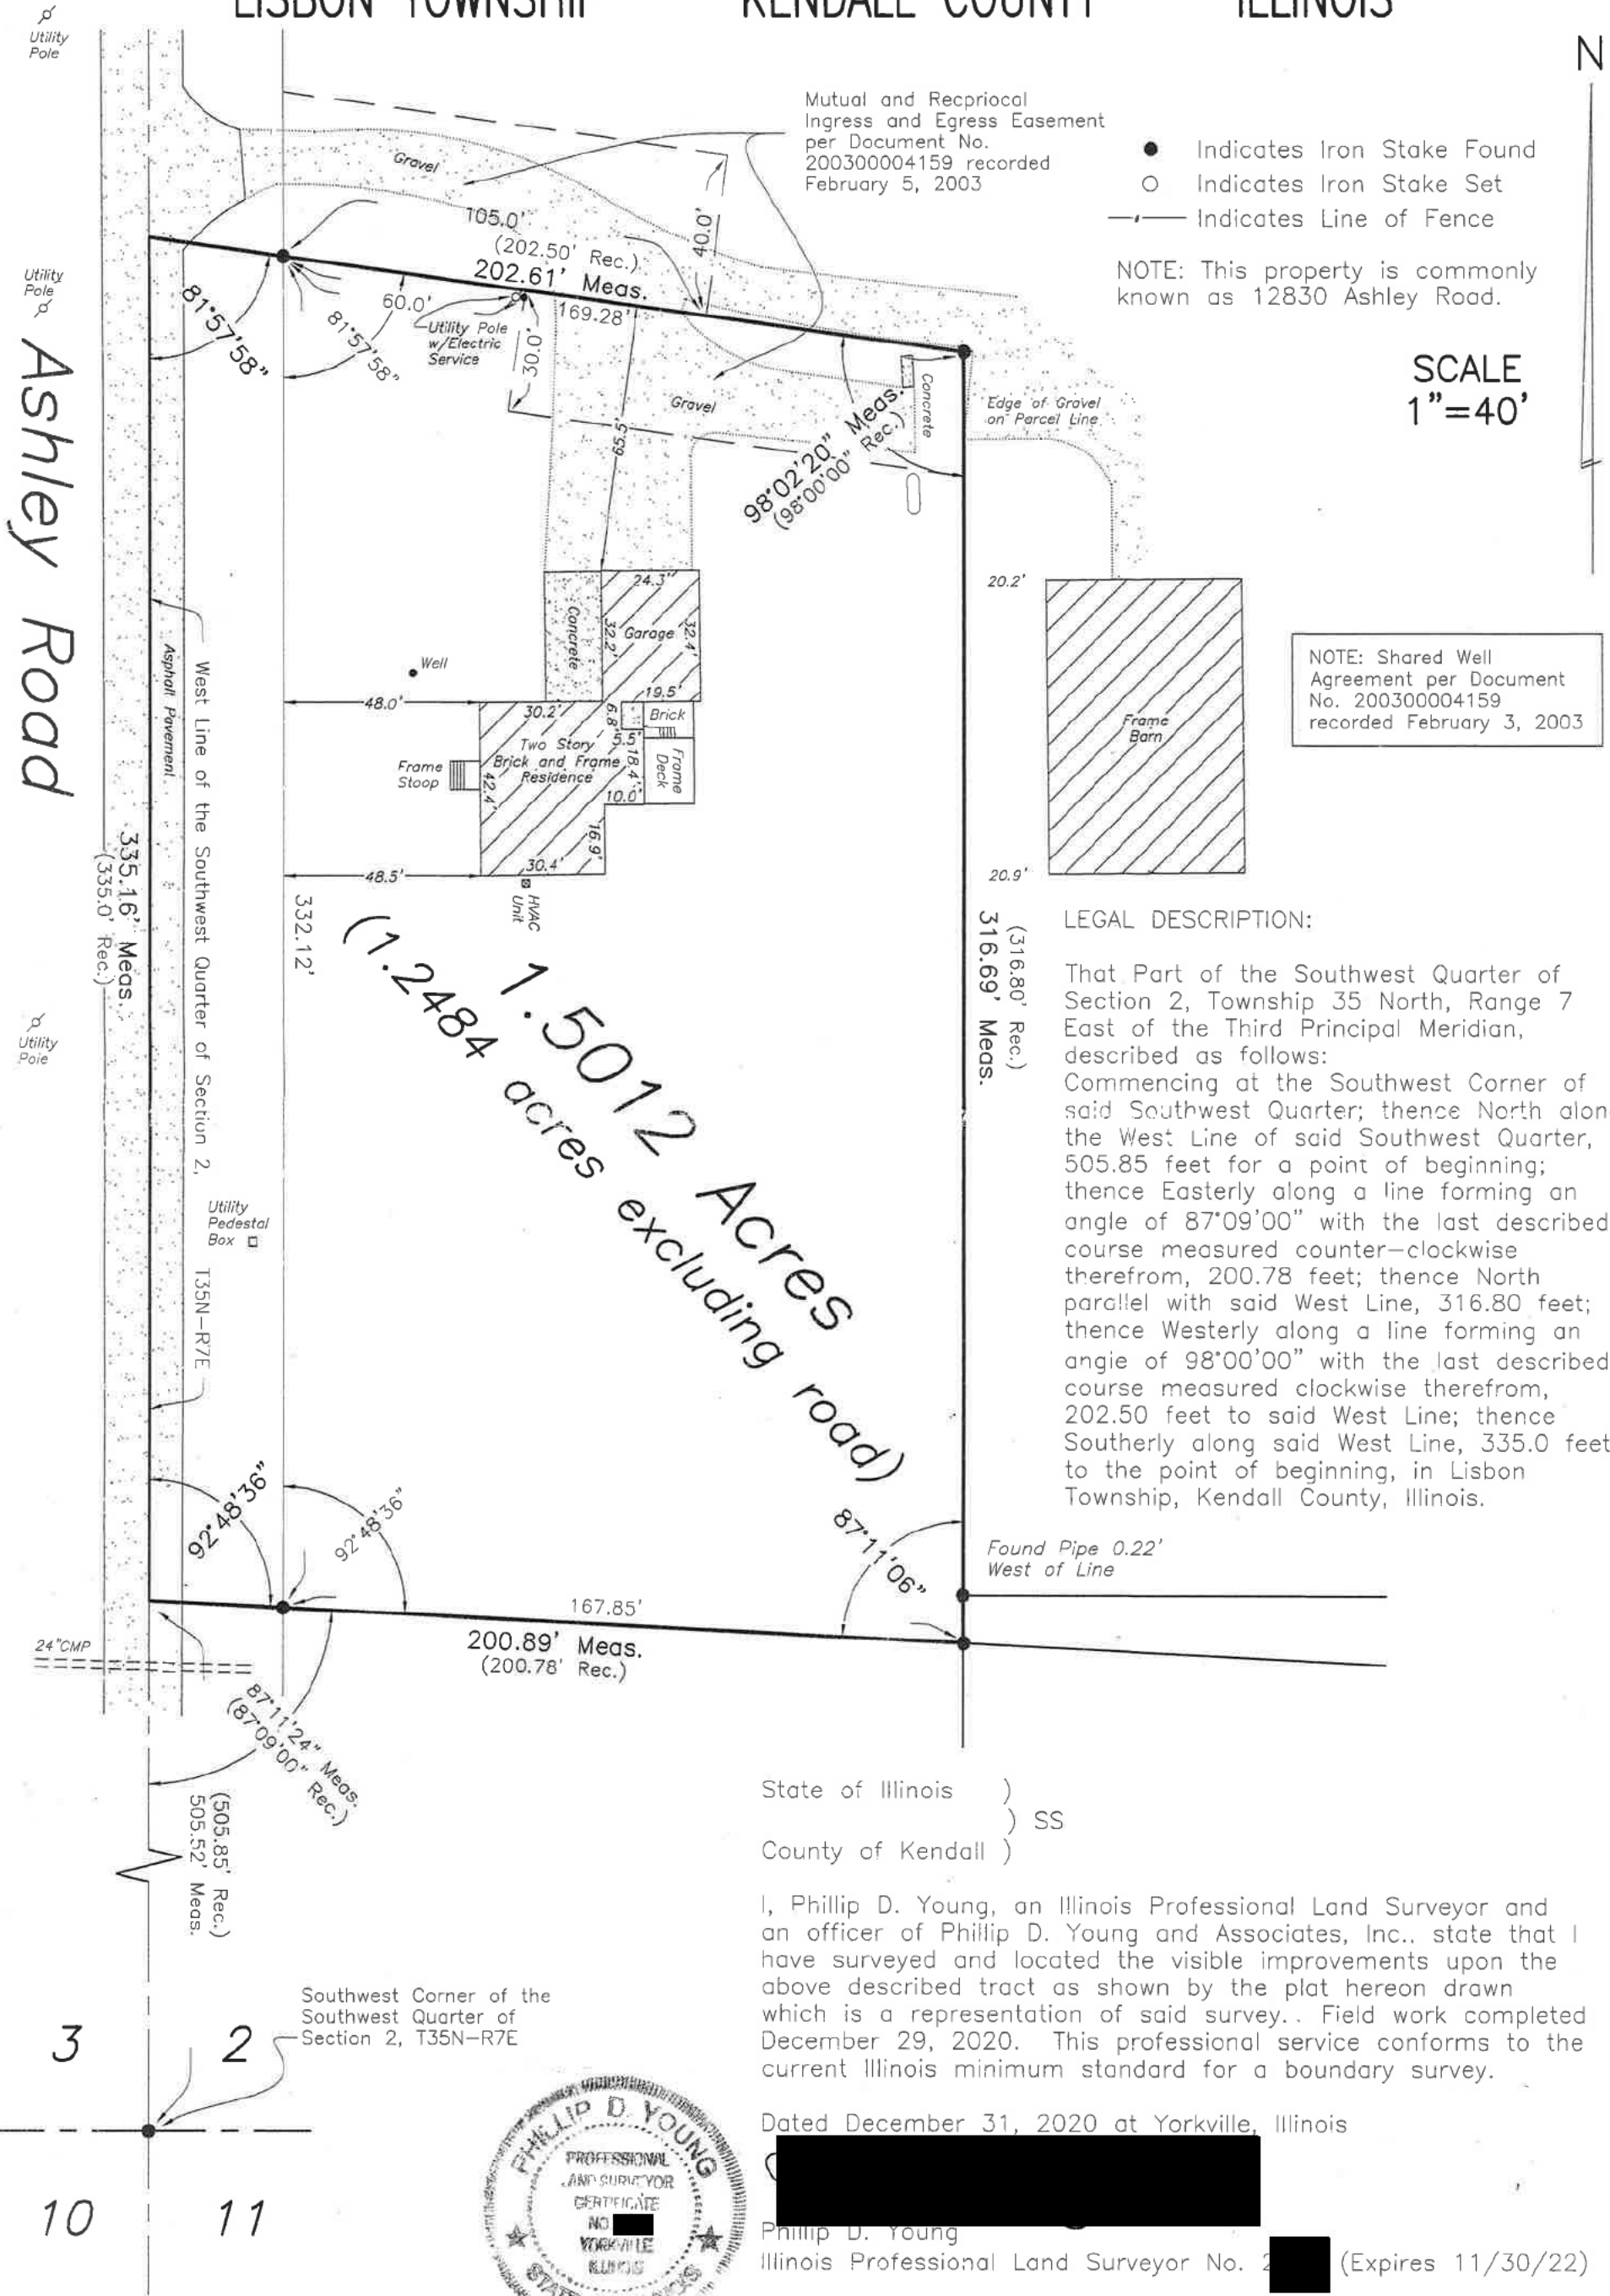 LISBON TOWNSHIP KENDALL COUNTY ILLINOIS
Utility
Pole
N
Mutual and Recpriocal
Ingress and Egress Easement
per Document No.
200300004159 recorded
February 5, 2003
Indicates Iron Stake Found
Indicates Iron Stake Set
Indicates Line of Fence
NOTE: This property is commonly
known as 12830 Ashley Road.
SCALE
1"=40'
Gravel
105.0'
(202.50' Rec.)
202.61' Meas.
169.28'
40.0'
Utility
Pole
81°57'58"
81°57'58"
60.0'
Utility Pole
w/Electric
Service
30.0'
65.5'
Gravel
Concrete
98°02'20" Meas.
(98°00'00" Rec.)
Edge of Gravel
on Parcel Line
Ashley Road
24.3'
Concrete
32.2'
Garage
32.4'
19.5'
20.2'
Well
48.0'
30.2'
6.8'
Brick
5.5'
Two Story
Brick and Frame
Residence
18.4'
Frame
Deck
Frame
Stoop
42.4'
10.0'
16.9'
30.4'
48.5'
HVAC
Unit
Frame
Barn
20.9'
NOTE: Shared Well
Agreement per Document
No. 200300004159
recorded February 3, 2003
Asphalt Pavement
West Line of the Southwest Quarter of Section 2, T35N-R7E
335.16' Meas.
(335.0' Rec.)
332.12'
(316.80' Rec.)
316.69' Meas.
1.5012 Acres
(1.2484 acres excluding road)
Utility
Pole
Utility
Pedestal
Box
LEGAL DESCRIPTION:
That Part of the Southwest Quarter of
Section 2, Township 35 North, Range 7
East of the Third Principal Meridian,
described as follows:
Commencing at the Southwest Corner of
said Southwest Quarter; thence North alon
the West Line of said Southwest Quarter,
505.85 feet for a point of beginning;
thence Easterly along a line forming an
angle of 87°09'00" with the last described
course measured counter-clockwise
therefrom, 200.78 feet; thence North
parallel with said West Line, 316.80 feet;
thence Westerly along a line forming an
angle of 98°00'00" with the last described
course measured clockwise therefrom,
202.50 feet to said West Line; thence
Southerly along said West Line, 335.0 feet
to the point of beginning, in Lisbon
Township, Kendall County, Illinois.
92°48'36"
92°48'36"
87°11'06"
Found Pipe 0.22'
West of Line
167.85'
200.89' Meas.
(200.78' Rec.)
24"CMP
87°11'24" Meas.
(87°09'00" Rec.)
(505.85' Rec.)
505.52' Meas.
Southwest Corner of the
Southwest Quarter of
Section 2, T35N-R7E
3 2
10 11
State of Illinois )
) SS
County of Kendall )
I, Phillip D. Young, an Illinois Professional Land Surveyor and
an officer of Phillip D. Young and Associates, Inc.. state that I
have surveyed and located the visible improvements upon the
above described tract as shown by the plat hereon drawn
which is a representation of said survey.. Field work completed
December 29, 2020. This professional service conforms to the
current Illinois minimum standard for a boundary survey.
Dated December 31, 2020 at Yorkville, Illinois
Phillip D. Young
Illinois Professional Land Surveyor No. 2 (Expires 11/30/22)
PHILLIP D. YOUNG
PROFESSIONAL
LAND SURVEYOR
CERTIFICATE
NO
YORKVILLE
ILLINOIS
STATE